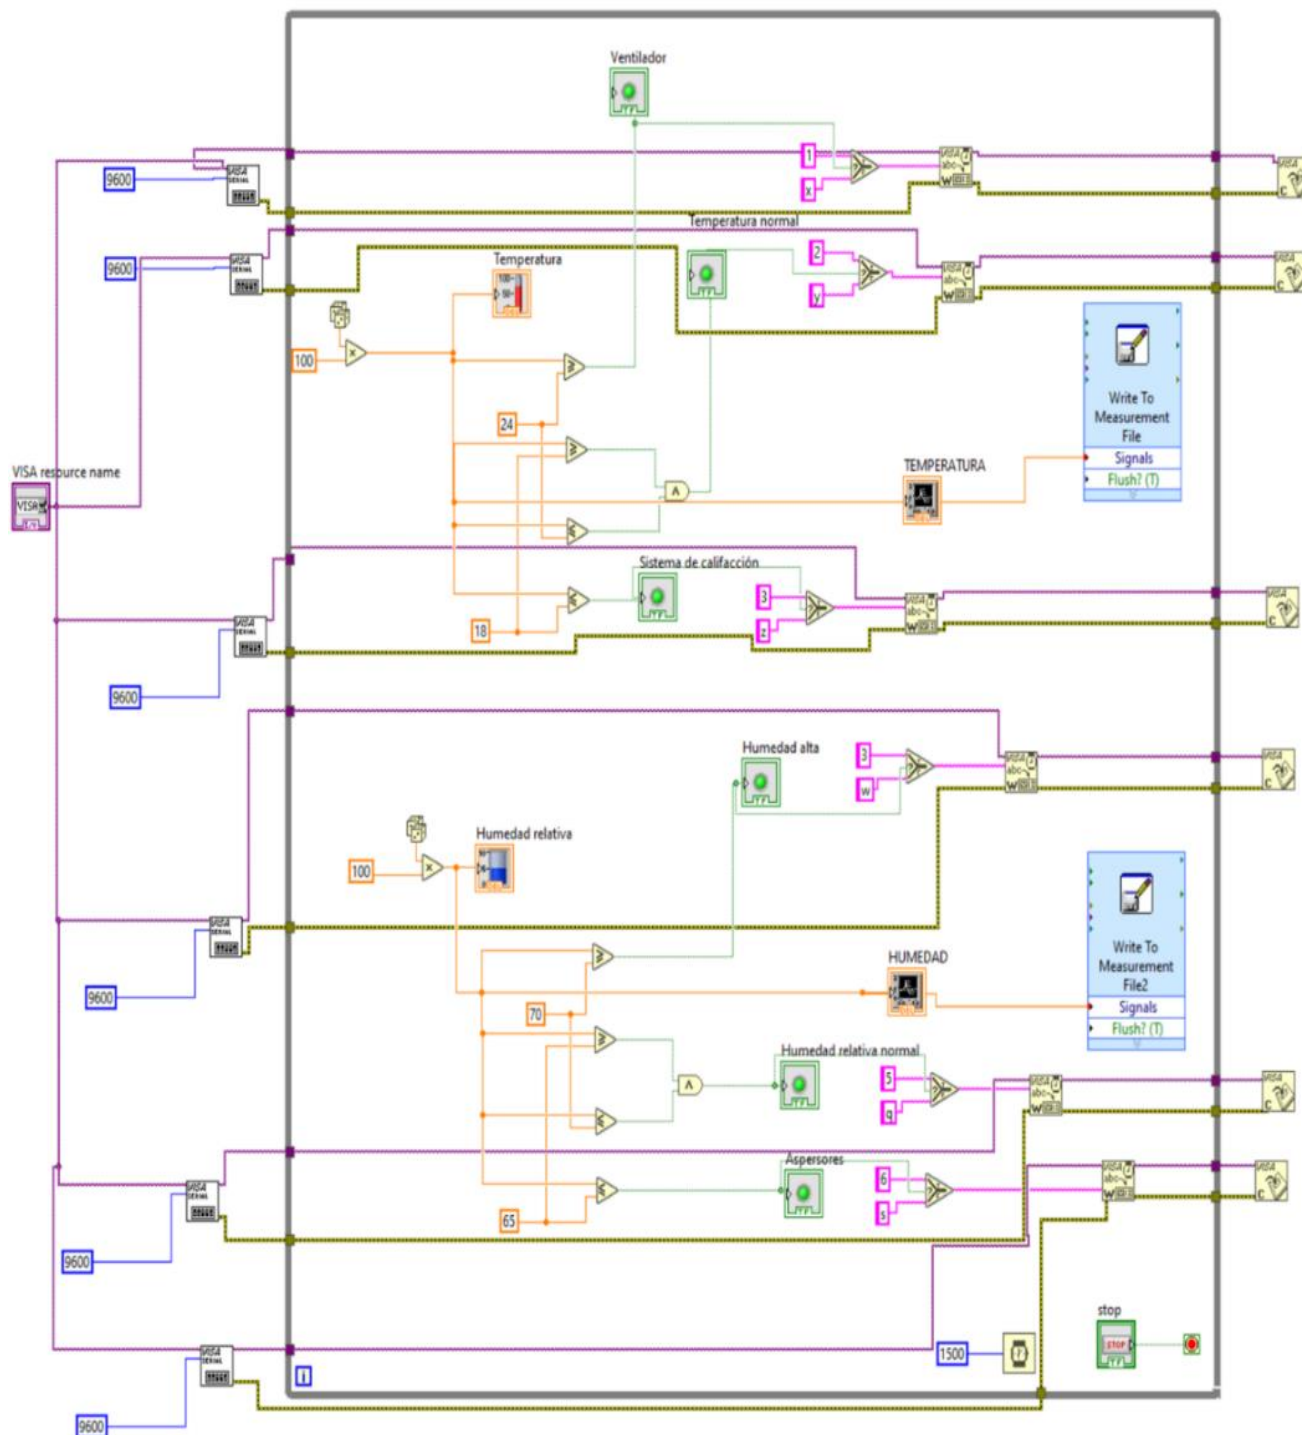 Ventilador
1
x
9600
Temperatura normal
2
y
9600
Temperatura
100
24
Write To
Measurement
File
Signals
Flush? (T)
TEMPERATURA
VISA resource name
VISA
Sistema de califacción
3
z
18
9600
Humedad alta
3
w
Humedad relativa
100
9600
70
HUMEDAD
Write To
Measurement
File2
Signals
Flush? (T)
Humedad relativa normal
5
q
Aspersores
6
s
65
9600
stop
STOP
1500
i
9600